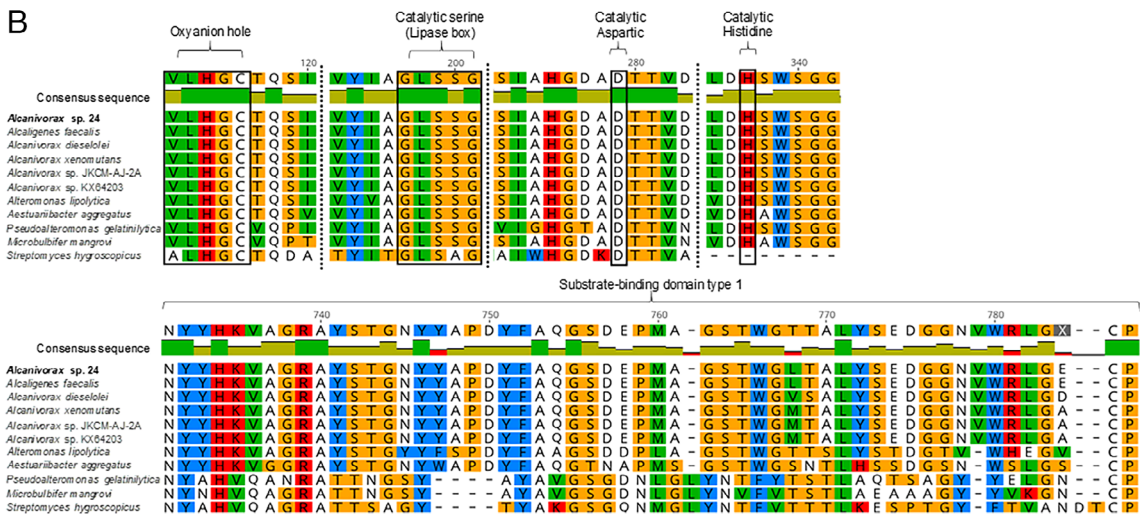 B
Oxyanion hole
Catalytic serine
(Lipase box)
Catalytic
Aspartic
Catalytic
Histidine
120 200 280 340
V L H G C T Q S I V Y I A G L S S G S I A H G D A D T T V D L D H S W S G G
Consensus sequence
Alcanivorax sp. 24 V L H G C T Q S I V Y I A G L S S G S I A H G D A D T T V D L D H S W S G G
Alcaligenes faecalis V L H G C T Q S I V Y I A G L S S G S I A H G D A D T T V D L D H S W S G G
Alcanivorax dieselolei V L H G C T Q S I V Y I A G L S S G S I A H G D A D T T V D L D H S W S G G
Alcanivorax xenomutans V L H G C T Q S I V Y I A G L S S G S I A H G D A D T T V D L D H S W S G G
Alcanivorax sp. JKCM-AJ-2A V L H G C T Q S I V Y I A G L S S G S I A H G D A D T T V D L D H S W S G G
Alcanivorax sp. KX64203 V L H G C T Q S I V Y I A G L S S G S I A H G D A D T T V D L D H S W S G G
Alteromonas lipolytica V L H G C T Q S I V Y V A G L S S G S I A H G D A D T T V D L D H S W S G G
Aestuariibacter aggregatus V L H G C T Q S V V Y I A G L S S G S I A H G D A D T T V D V D H A W S G G
Pseudoalteromonas gelatinilytica V L H G C V Q P I V Y I A G L S S G V I G H G T A D T T V N V D H S W S G G
Microbulbifer mangrovi V L H G C V Q P T V Y I A G L S S G S I A H G D A D T T V N V D H A W S G G
Streptomyces hygroscopicus A L H G C T Q D A T Y I T G L S A G A I W H G D K D T T V A - - - - - - - -
Substrate-binding domain type 1
740 750 760 770 780
N Y Y H K V A G R A Y S T G N Y Y A P D Y F A Q G S D E P M A - G S T W G T T A L Y S E D G G N V W R L G X - - C P
Consensus sequence
Alcanivorax sp. 24 N Y Y H K V A G R A Y S T G N Y Y A P D Y F A Q G S D E P M A - G S T W G L T A L Y S E D G G N V W R L G E - - C P
Alcaligenes faecalis N Y Y H K V A G R A Y S T G N Y Y A P D Y F A Q G S D E P M A - G S T W G L T A L Y S E D G G N V W R L G E - - C P
Alcanivorax dieselolei N Y Y H K V A G R A Y S T G N Y Y A P D Y F A Q G S D E P M A - G S T W G V T S L Y S E D G G N V W R L G D - - C P
Alcanivorax xenomutans N Y Y H K V A G R A Y S T G N Y Y A P D Y F A Q G S D E P M A - G S T W G M T A L Y S E D G G N V W R L G A - - C P
Alcanivorax sp. JKCM-AJ-2A N Y Y H K V A G R A Y S T G N Y Y A P D Y F A Q G S D E P M A - G S T W G M T A L Y S E D G G N V W R L G A - - C P
Alcanivorax sp. KX64203 N Y Y H K V A G R A Y S T G N Y Y A P D Y F A Q G S D E P M A - G S T W G M T A L Y S E D G G N V W R L G A - - C P
Alteromonas lipolytica N Y Y H K V A G R A Y S T G N Y Y F S P D Y F A A G S D D P L A - G S T W G Y T S L Y S T D G T V - W H E G V - - C P
Aestuariibacter aggregatus N Y Y H K V G G R A Y S T G N Y W A P D Y F A Q G T N A P M S - G S T W G S N T L H S S D G S N - W S L G S - - C P
Pseudoalteromonas gelatinilytica N Y A H V Q A N R A T T N G S Y - - - - A Y A V G S G D N L G L Y N T F Y T S T L A Q T S A G Y - Y E L G N - - C P
Microbulbifer mangrovi N Y N H V Q A G R A T T N G S Y - - - - A Y A V G S G Q N M G L Y N V F V T S T L A E A A A G Y - Y V K G N - - C P
Streptomyces hygroscopicus N Y A H V T A G R A T T S A G Y - - - - T Y A K G S G Q N M G L Y N T F V T T T L K E S P T G Y - F T V A N D T C P